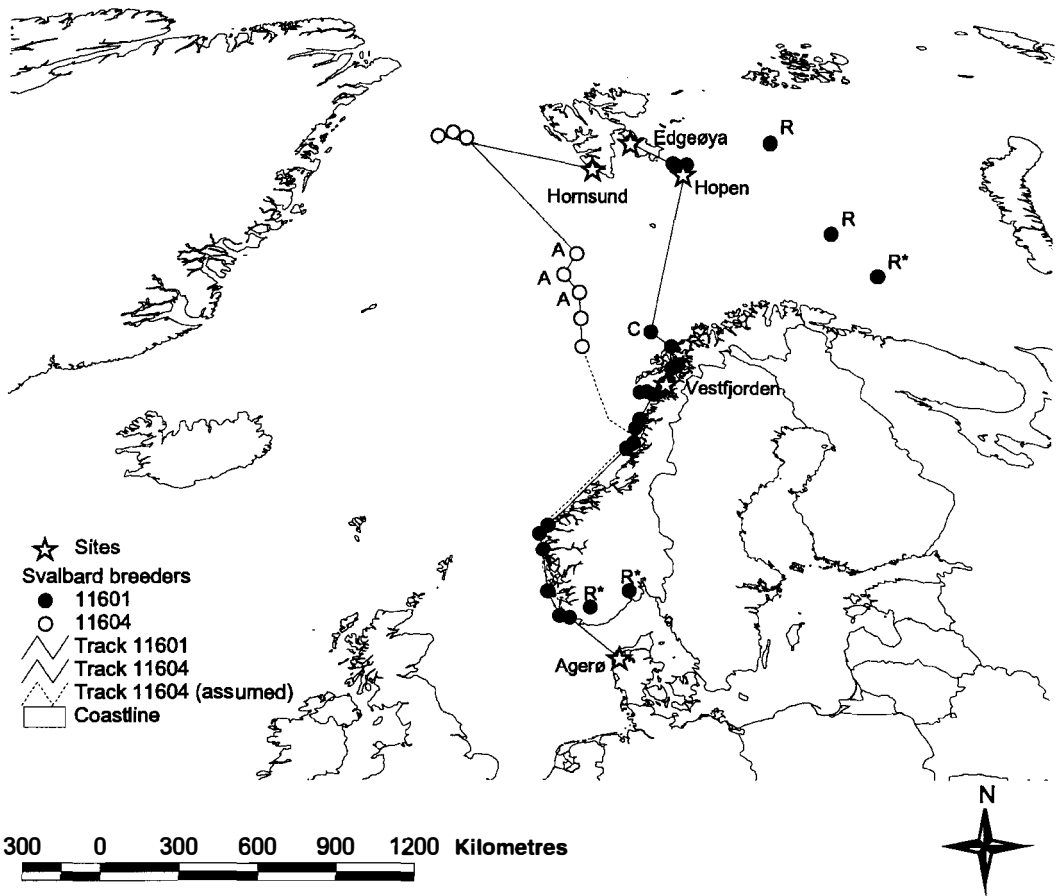 Edgeøya
R
Hornsund
Hopen
R
A
R*
A
A
C
Vestfjorden
R*
R*
Agerø
Sites
Svalbard breeders
11601
11604
Track 11601
Track 11604
Track 11604 (assumed)
Coastline
N
300 0 300 600 900 1200 Kilometres